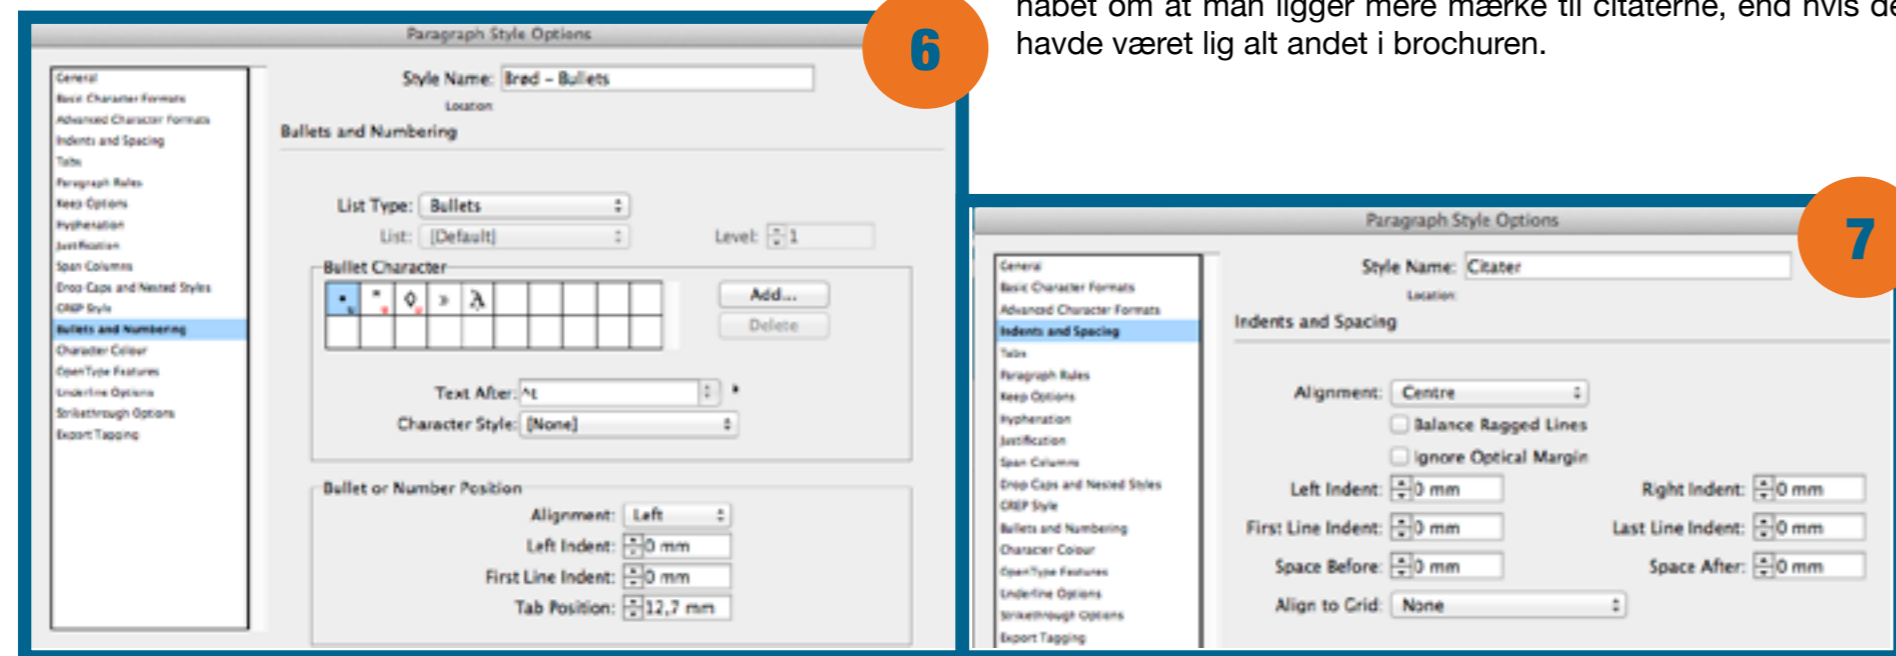 håbet om at man ligger mere mærke til citaterne, end hvis de
havde været lig alt andet i brochuren.
6
Paragraph Style Options
General
Basic Character Formats
Advanced Character Formats
Indents and Spacing
Tabs
Paragraph Rules
Keep Options
Hyphenation
Justification
Span Columns
Drop Caps and Nested Styles
GREP Style
Bullets and Numbering
Character Colour
OpenType Features
Underline Options
Strikethrough Options
Export Tagging
Style Name: Brød – Bullets
Location:
Bullets and Numbering
List Type: Bullets
List: [Default] Level: 1
Bullet Character
Add...
Delete
Text After: ^t
Character Style: [None]
Bullet or Number Position
Alignment: Left
Left Indent: 0 mm
First Line Indent: 0 mm
Tab Position: 12,7 mm
7
Paragraph Style Options
General
Basic Character Formats
Advanced Character Formats
Indents and Spacing
Tabs
Paragraph Rules
Keep Options
Hyphenation
Justification
Span Columns
Drop Caps and Nested Styles
GREP Style
Bullets and Numbering
Character Colour
OpenType Features
Underline Options
Strikethrough Options
Export Tagging
Style Name: Citater
Location:
Indents and Spacing
Alignment: Centre
Balance Ragged Lines
Ignore Optical Margin
Left Indent: 0 mm Right Indent: 0 mm
First Line Indent: 0 mm Last Line Indent: 0 mm
Space Before: 0 mm Space After: 0 mm
Align to Grid: None